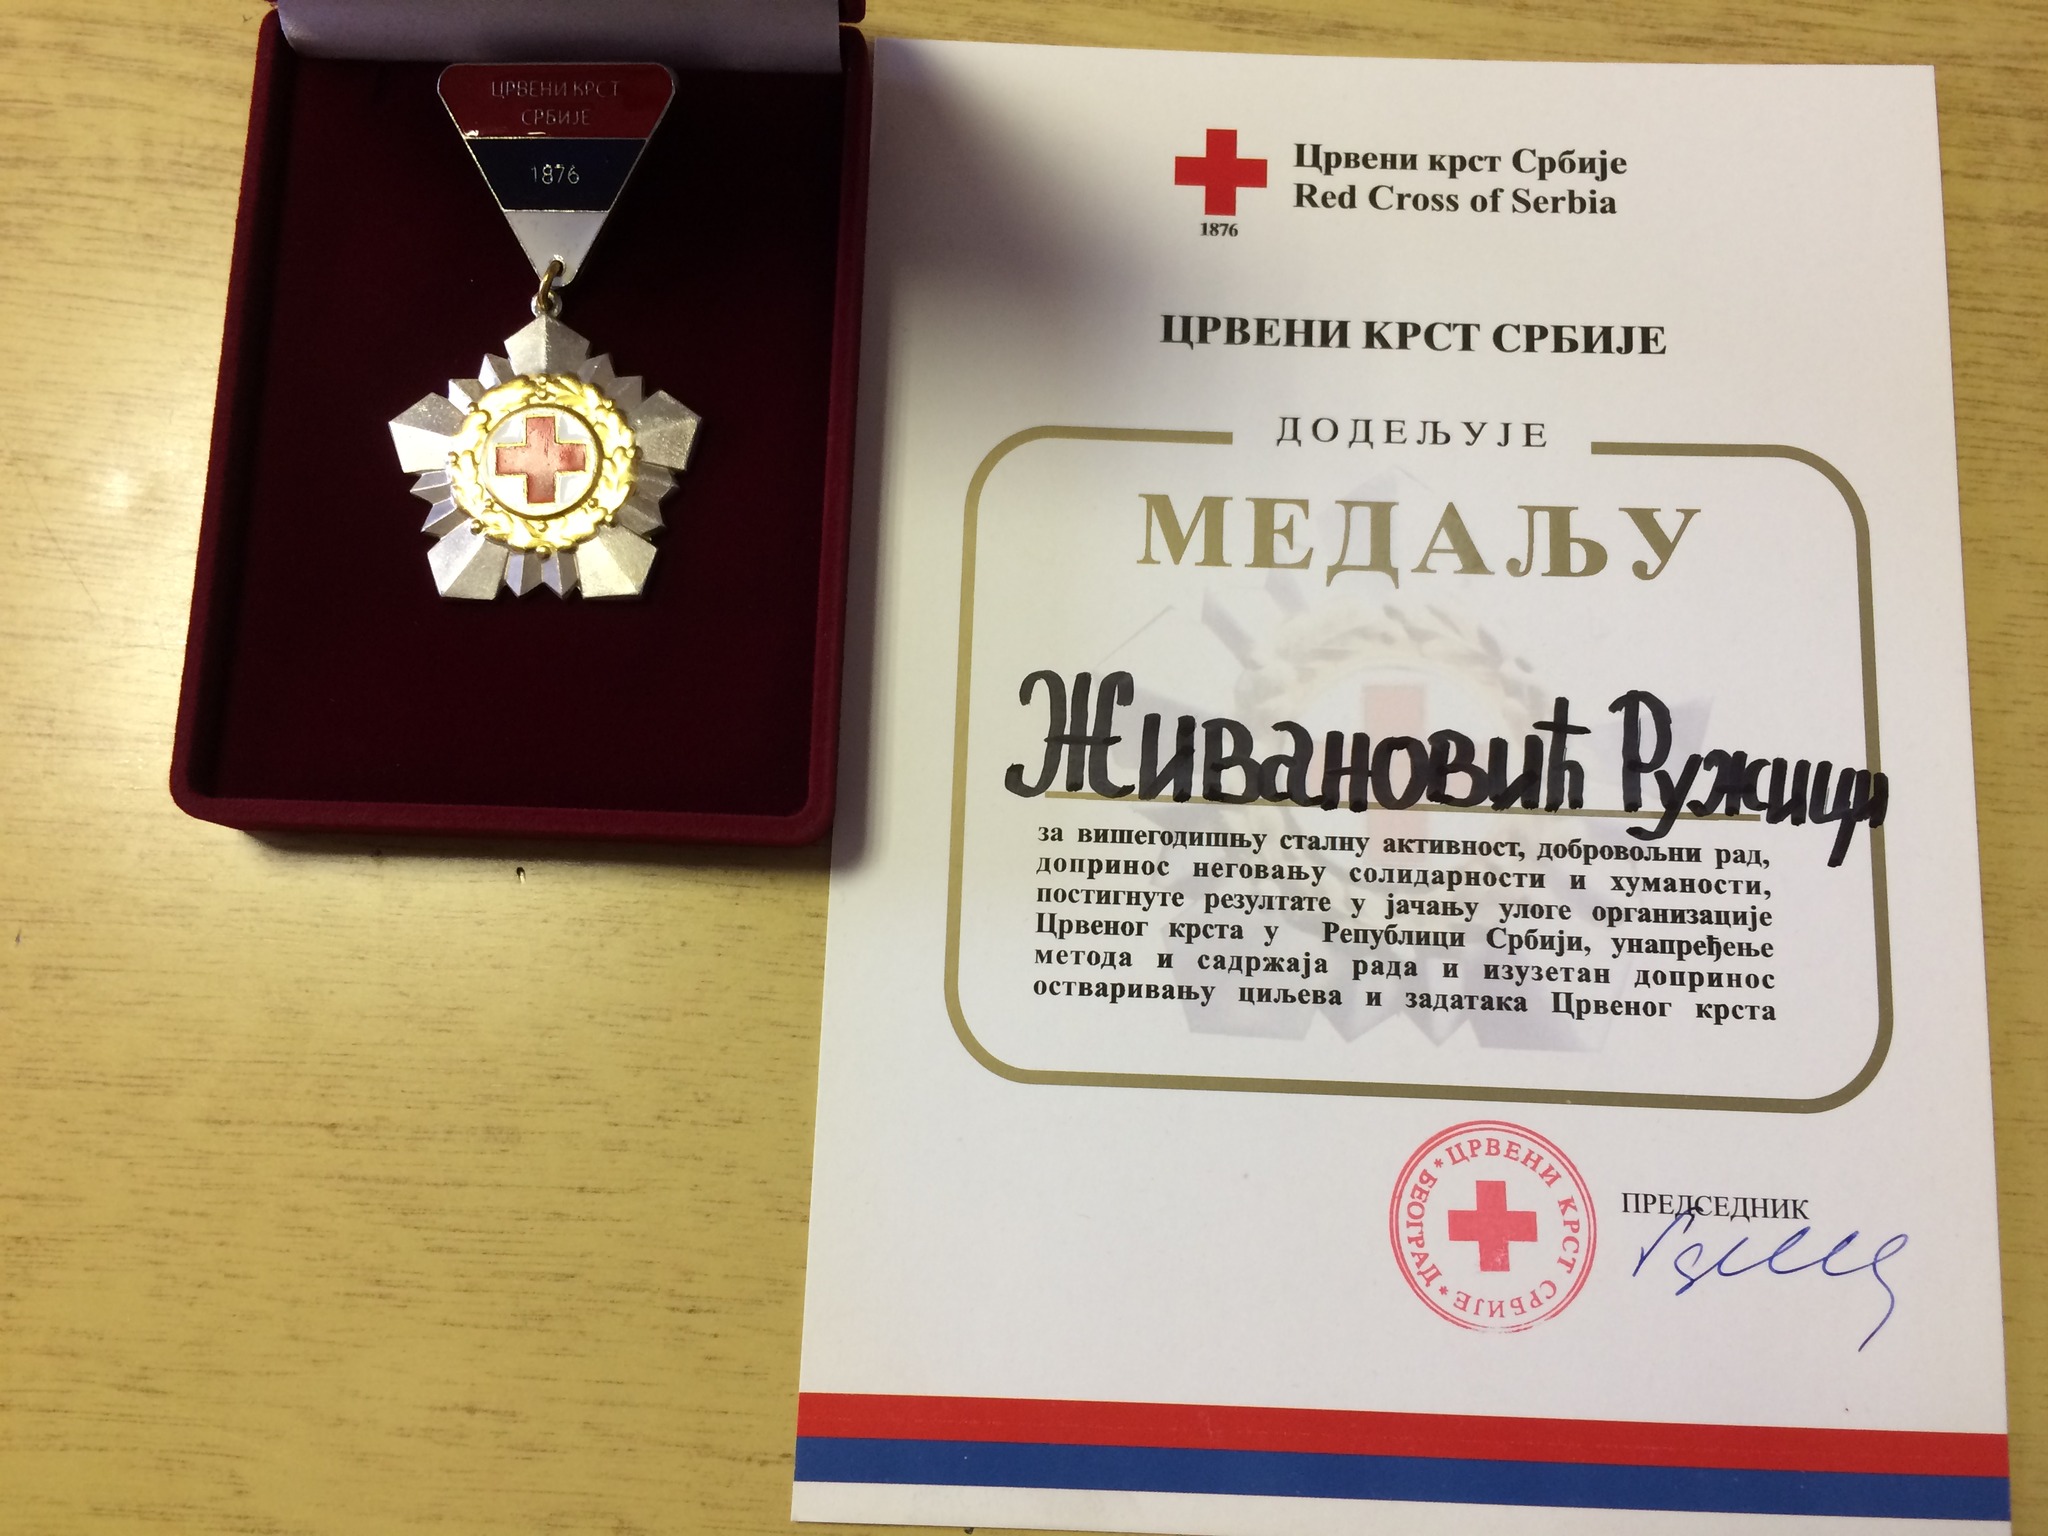 ЦРВЕНИ КРСТ
СРБИЈЕ
1876
Црвени крст Србије
Red Cross of Serbia
1876
ЦРВЕНИ КРСТ СРБИЈЕ
ДОДЕЉУЈЕ
МЕДАЉУ
Живановић Ружици
за вишегодишњу сталну активност, добровољни рад,
допринос неговању солидарности и хуманости,
постигнуте резултате у јачању улоге организације
Црвеног крста у Републици Србији, унапређење
метода и садржаја рада и изузетан допринос
остваривању циљева и задатака Црвеног крста
* ЦРВЕНИ КРСТ СРБИЈЕ * БЕОГРАД
ПРЕДСЕДНИК